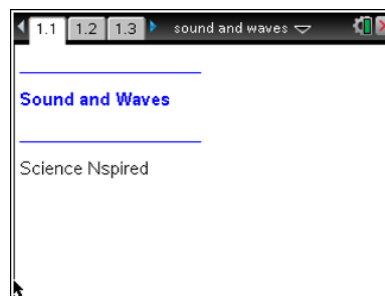 1.1 1.2 1.3 sound and waves
Sound and Waves
Science Nspired